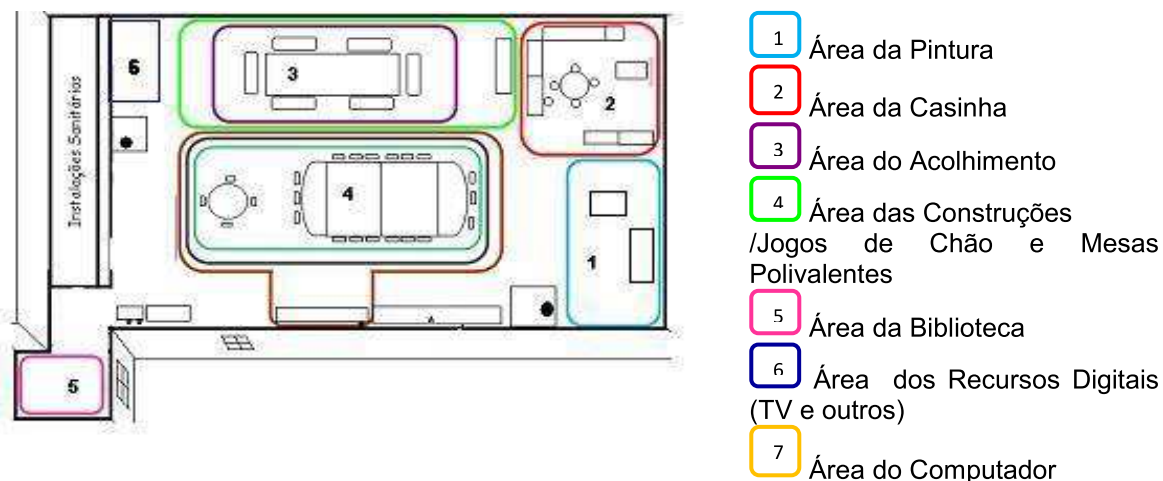 Instalações Sanitárias
6
3
2
4
1
5
1 Área da Pintura
2 Área da Casinha
3 Área do Acolhimento
4 Área das Construções
/Jogos de Chão e Mesas
Polivalentes
5 Área da Biblioteca
6 Área dos Recursos Digitais
(TV e outros)
7 Área do Computador